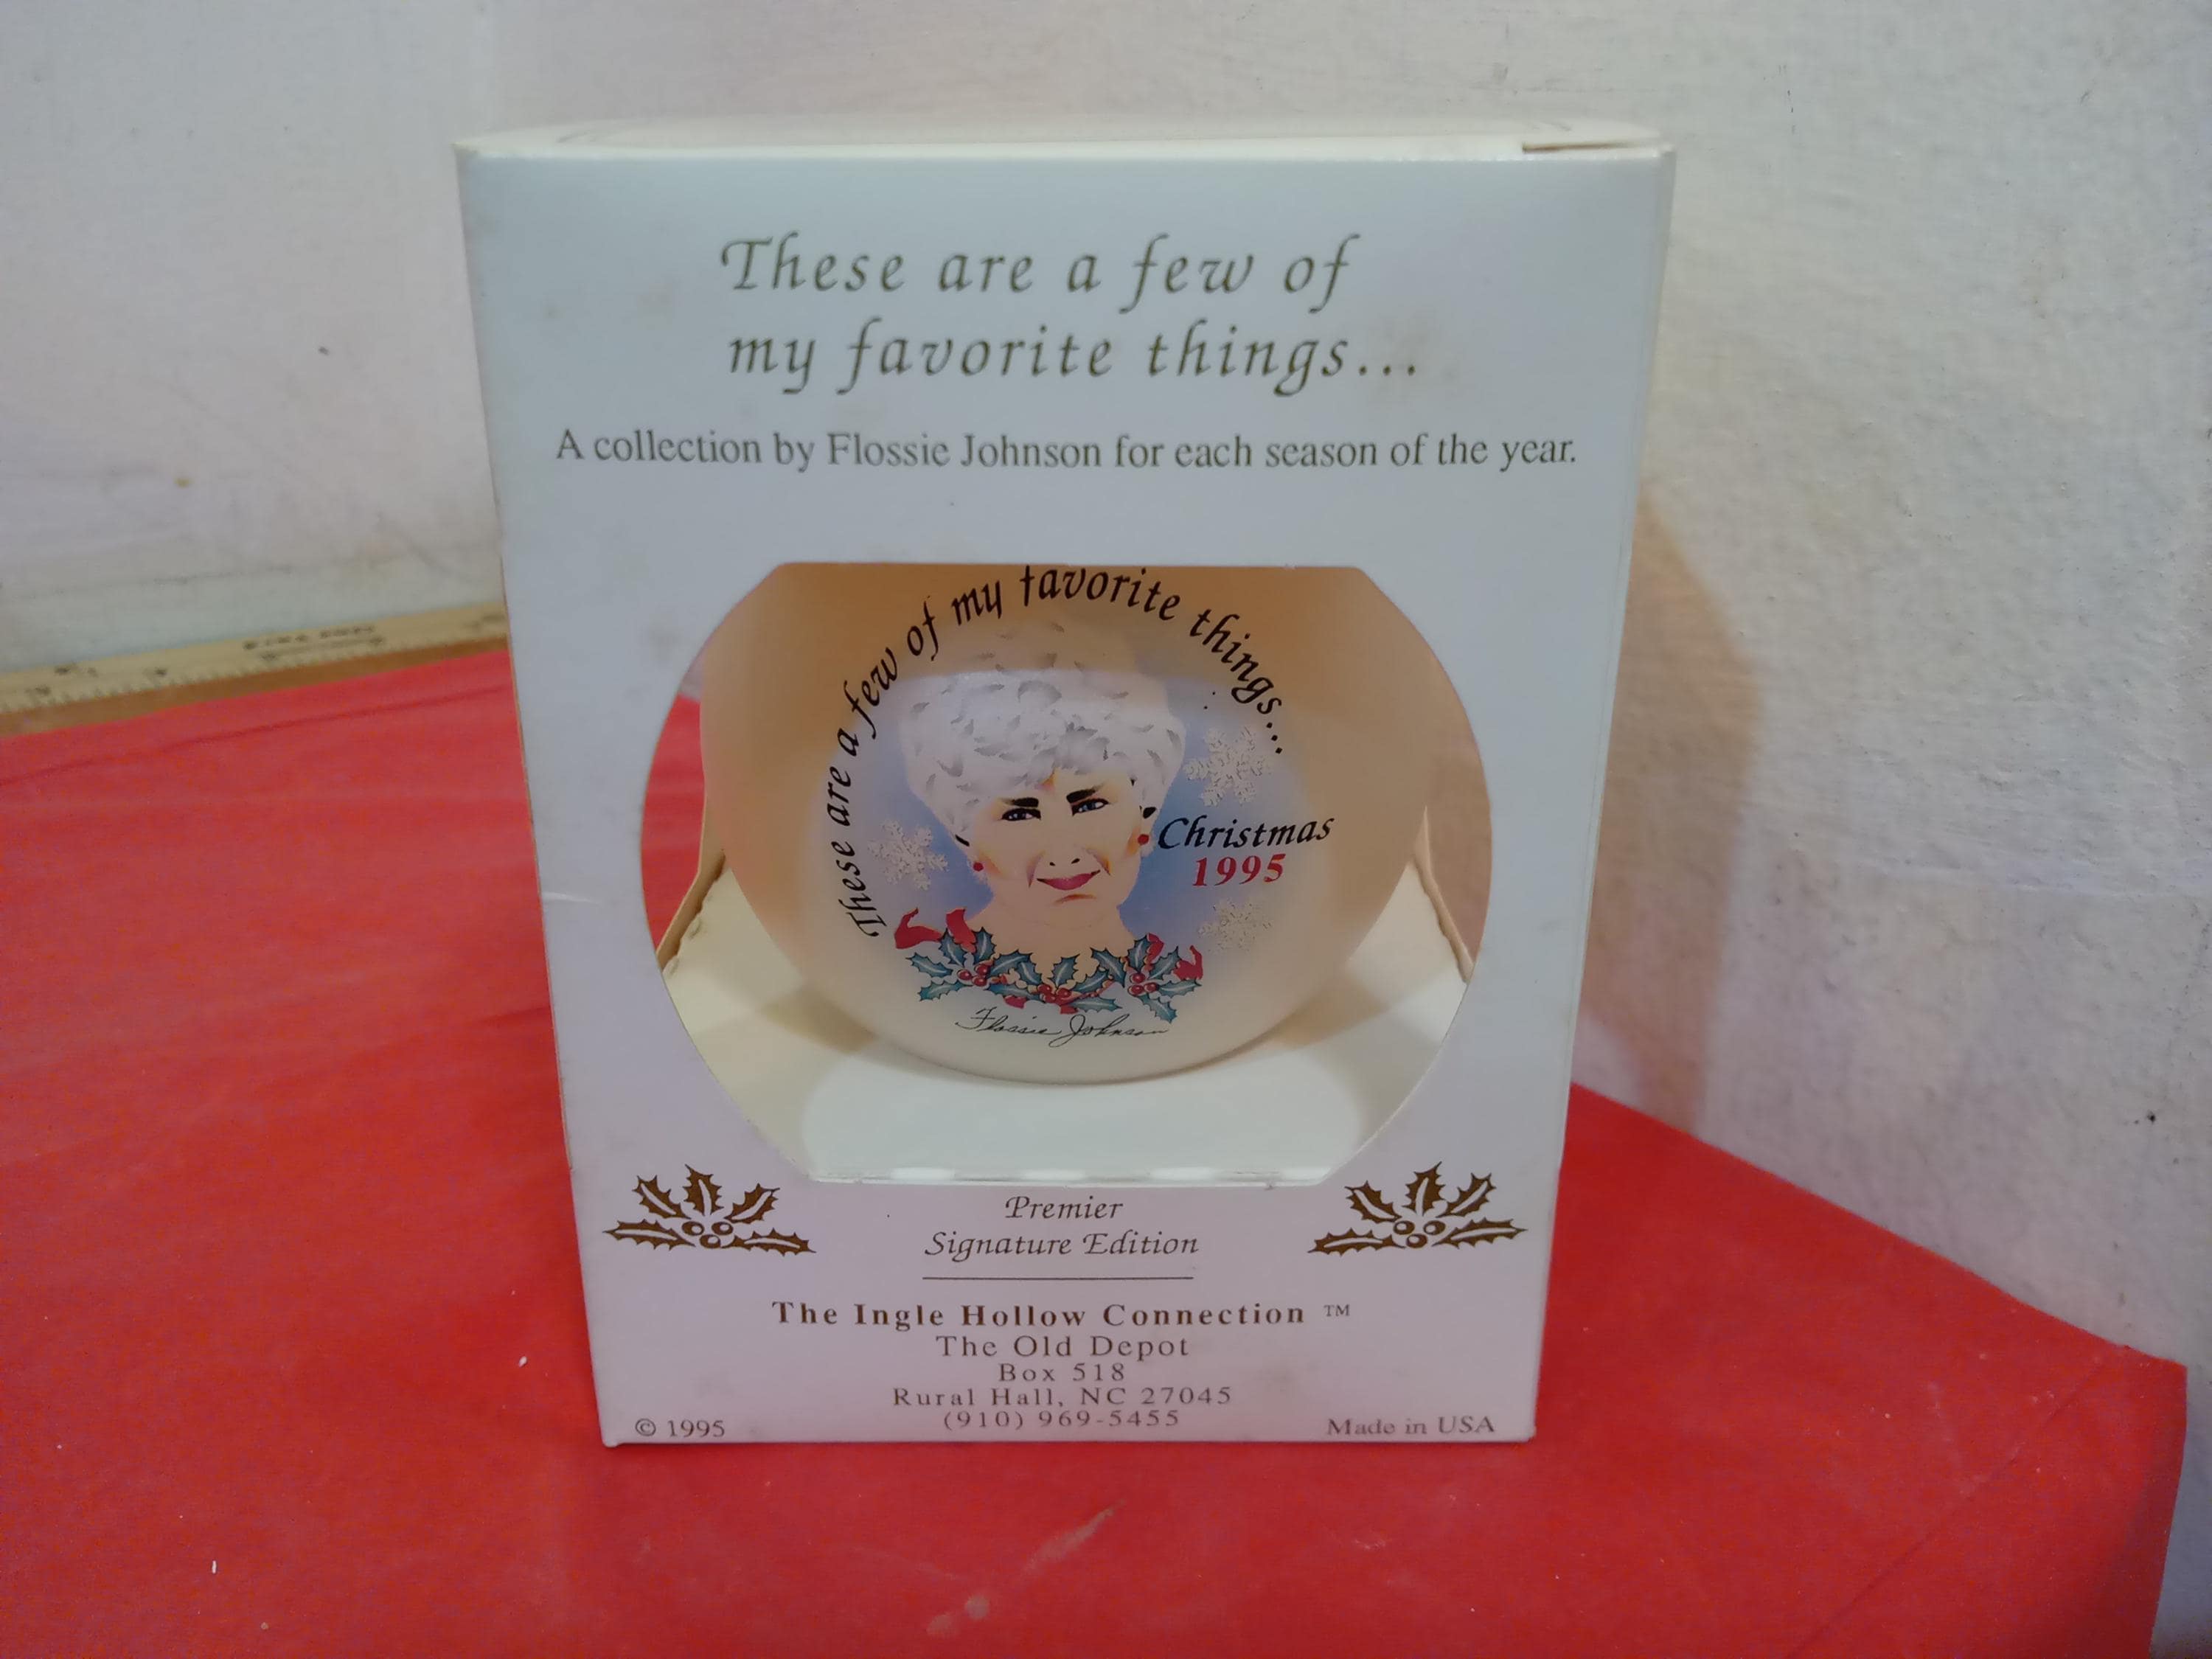 These are a few of
my favorite things...
A collection by Flossie Johnson for each season of the year.
These are a few of my favorite things...
Christmas
1995
Flossie Johnson
Premier
Signature Edition
The Ingle Hollow Connection ™
The Old Depot
Box 518
Rural Hall, NC 27045
(910) 969-5455
© 1995
Made in USA